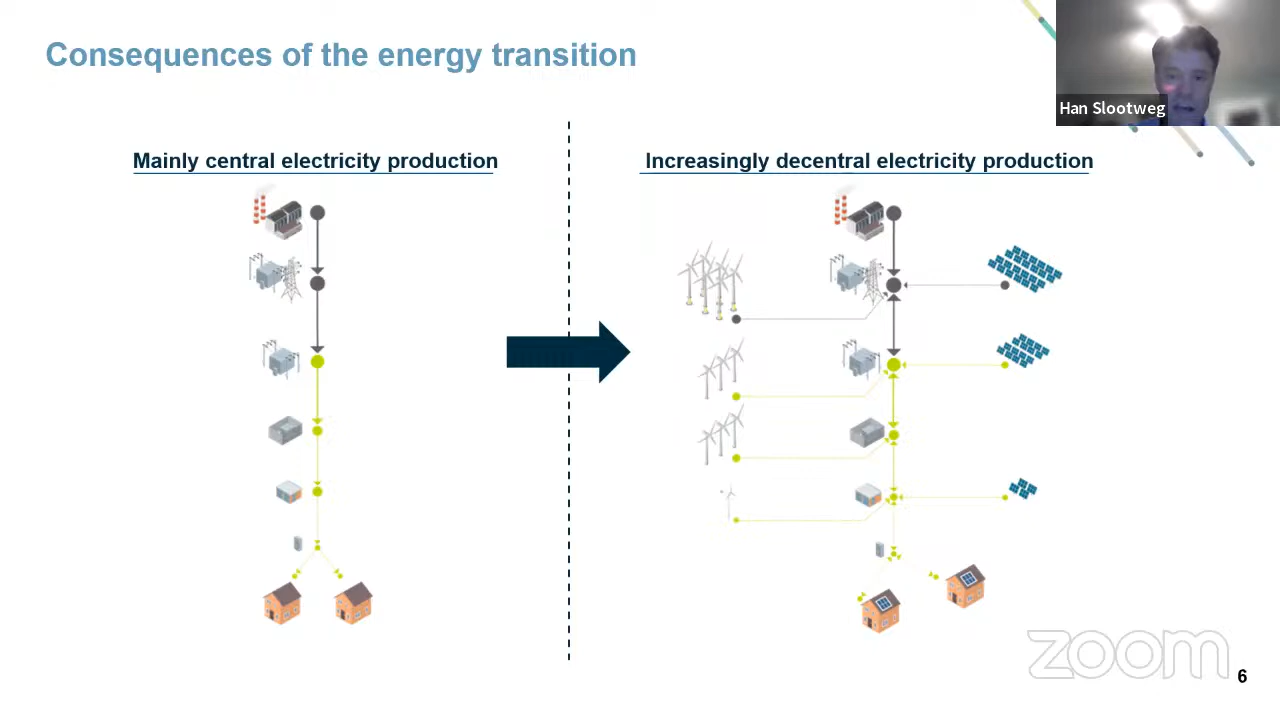 Consequences of the energy transition
Han Slootweg
Mainly central electricity production
Increasingly decentral electricity production
zoom
6